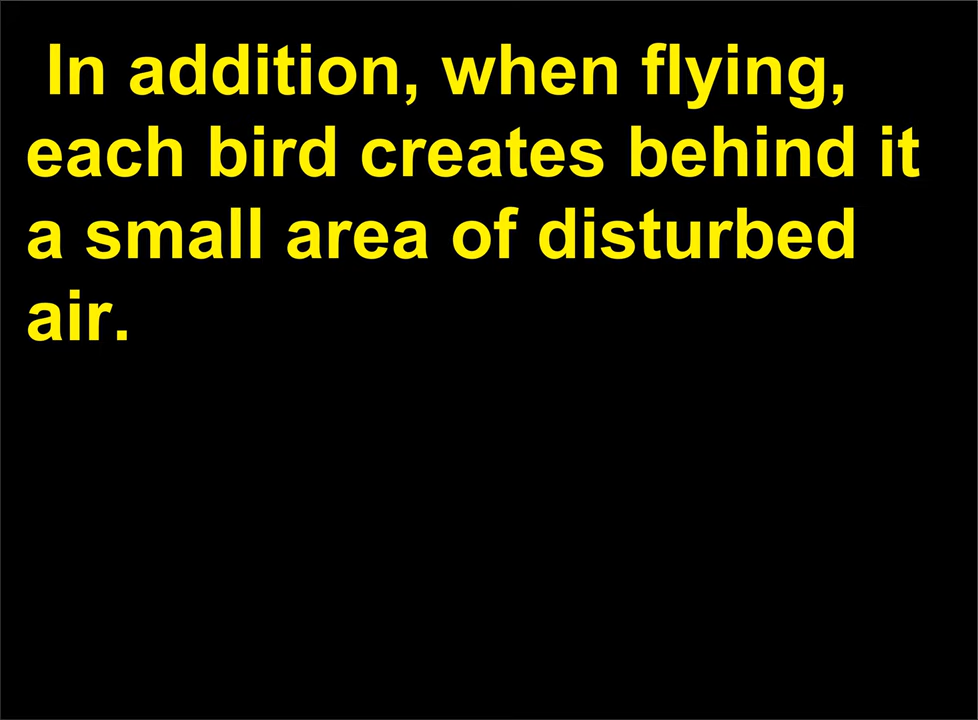 In addition, when flying,
each bird creates behind it
a small area of disturbed
air.